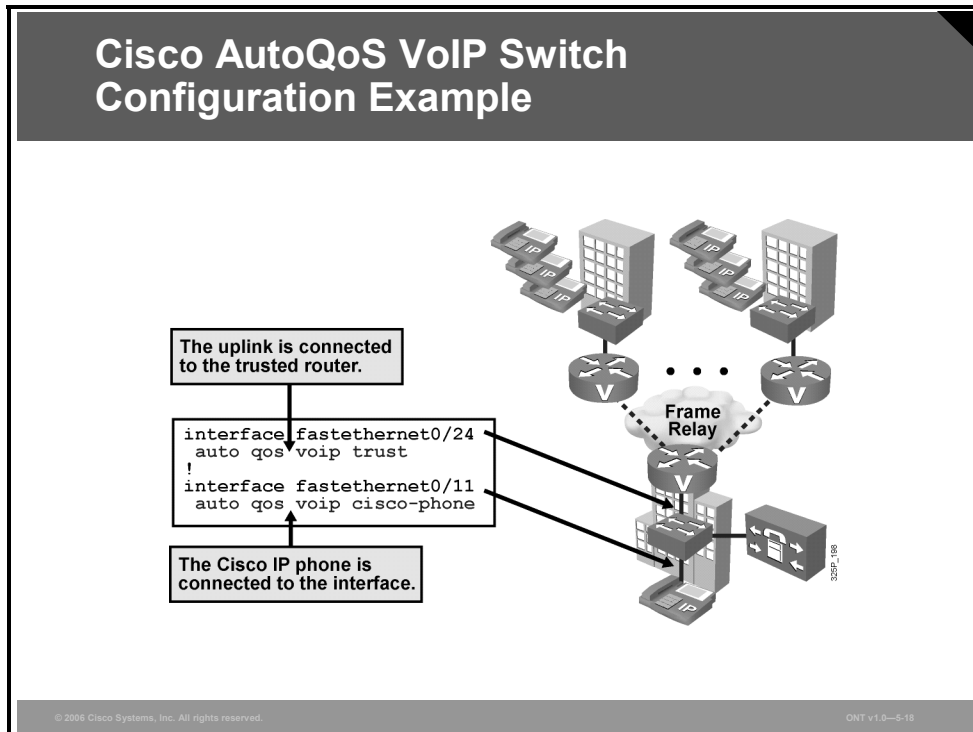 Cisco AutoQoS VoIP Switch
Configuration Example
IP
IP
IP
IP
IP
IP
The uplink is connected
to the trusted router.
V
• • •
V
Frame
Relay
interface fastethernet0/24
auto qos voip trust
!
interface fastethernet0/11
auto qos voip cisco-phone
V
The Cisco IP phone is
connected to the interface.
IP
325P_198
© 2006 Cisco Systems, Inc. All rights reserved.
ONT v1.0—5-18